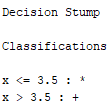 Decision Stump
Classifications
x <= 3.5 : *
x > 3.5 : +